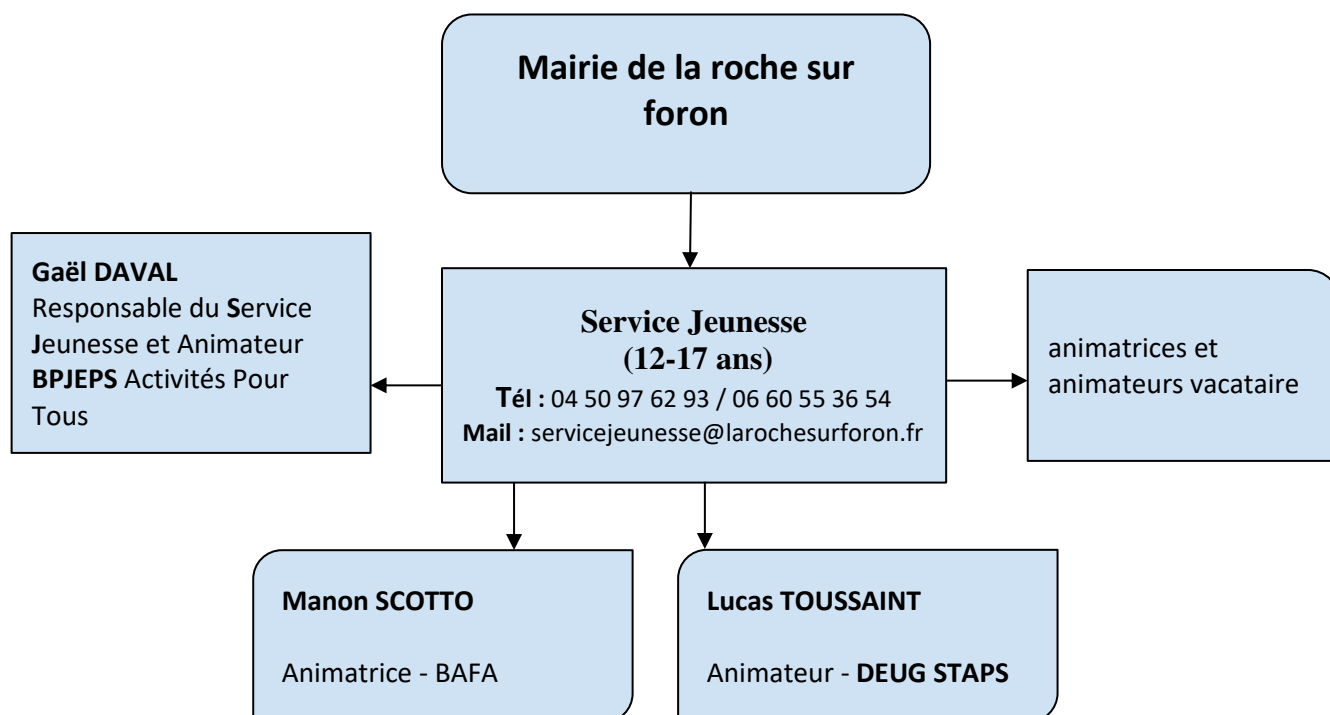 Mairie de la roche sur
foron
Gaël DAVAL
Responsable du Service
Jeunesse et Animateur
BPJEPS Activités Pour
Tous
Service Jeunesse
(12-17 ans)
Tél : 04 50 97 62 93 / 06 60 55 36 54
Mail : servicejeunesse@larochesurforon.fr
animatrices et
animateurs vacataire
Manon SCOTTO
Animatrice - BAFA
Lucas TOUSSAINT
Animateur - DEUG STAPS